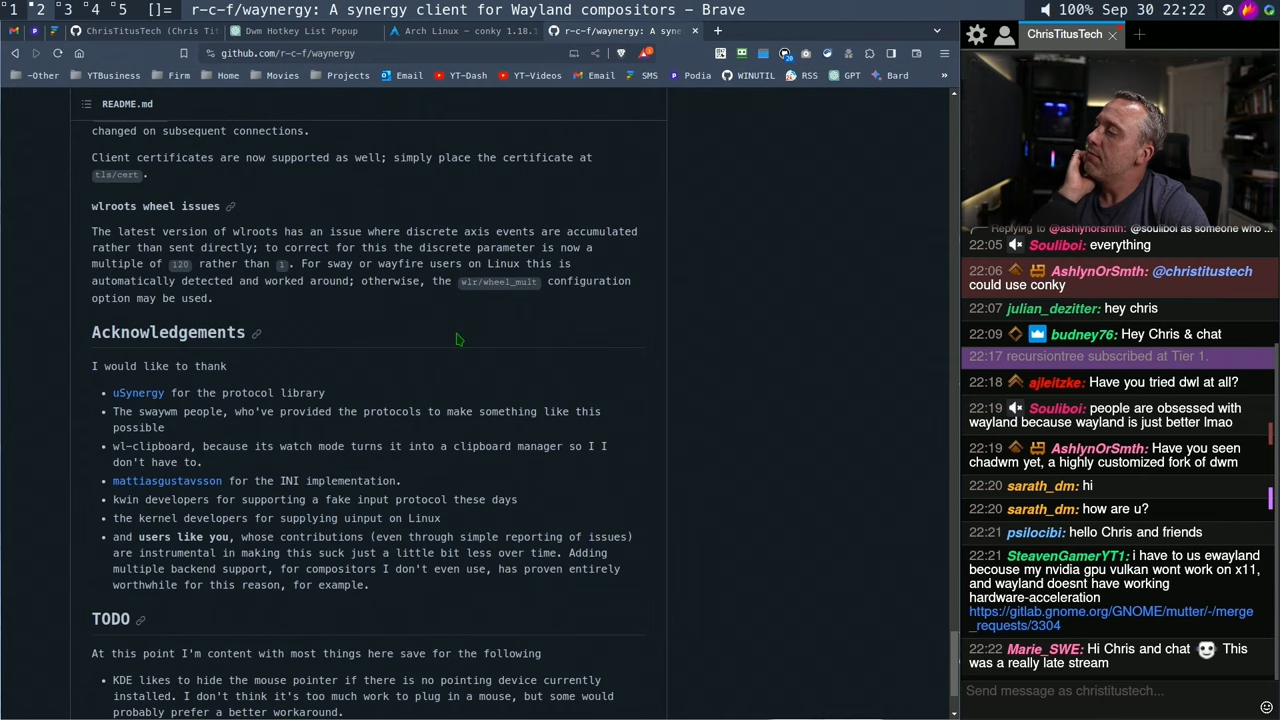 1 2 3 4 5 []= r-c-f/waynergy: A synergy client for Wayland compositors - Brave 100% Sep 30 22:22
ChrisTitusTech (Chris Tit
Dwm Hotkey List Popup
Arch Linux - conky 1.18.
r-c-f/waynergy: A syne
github.com/r-c-f/waynergy
-Other YTBusiness Firm Home Movies Projects Email YT-Dash YT-Videos Email SMS Podia WINUTIL RSS GPT Bard
README.md
changed on subsequent connections.
Client certificates are now supported as well; simply place the certificate at
tls/cert.
wlroots wheel issues
The latest version of wlroots has an issue where discrete axis events are accumulated
rather than sent directly; to correct for this the discrete parameter is now a
multiple of 120 rather than 1. For sway or wayfire users on Linux this is
automatically detected and worked around; otherwise, the wlr/wheel_mult configuration
option may be used.
Acknowledgements
I would like to thank
• uSynergy for the protocol library
• The swaywm people, who've provided the protocols to make something like this
possible
• wl-clipboard, because its watch mode turns it into a clipboard manager so I I
don't have to.
• mattiasgustavsson for the INI implementation.
• kwin developers for supporting a fake input protocol these days
• the kernel developers for supplying uinput on Linux
• and users like you, whose contributions (even through simple reporting of issues)
are instrumental in making this suck just a little bit less over time. Adding
multiple backend support, for compositors I don't even use, has proven entirely
worthwhile for this reason, for example.
TODO
At this point I'm content with most things here save for the following
• KDE likes to hide the mouse pointer if there is no pointing device currently
installed. I don't think it's too much work to plug in a mouse, but some would
probably prefer a better workaround.
ChrisTitusTech
Replying to @ashlynorsmth: @souliboi as someone who ...
22:05 Souliboi: everything
22:06 AshlynOrSmth: @christitustech
could use conky
22:07 julian_dezitter: hey chris
22:09 budney76: Hey Chris & chat
22:17 recursiontree subscribed at Tier 1.
22:18 ajleitzke: Have you tried dwl at all?
22:19 Souliboi: people are obsessed with
wayland because wayland is just better lmao
22:19 AshlynOrSmth: Have you seen
chadwm yet, a highly customized fork of dwm
22:20 sarath_dm: hi
22:20 sarath_dm: how are u?
22:21 psilocibi: hello Chris and friends
22:21 SteavenGamerYT1: i have to us ewayland
becouse my nvidia gpu vulkan wont work on x11,
and wayland doesnt have working
hardware-acceleration
https://gitlab.gnome.org/GNOME/mutter/-/merge
_requests/3304
22:22 Marie_SWE: Hi Chris and chat This
was a really late stream
Send message as christitustech...